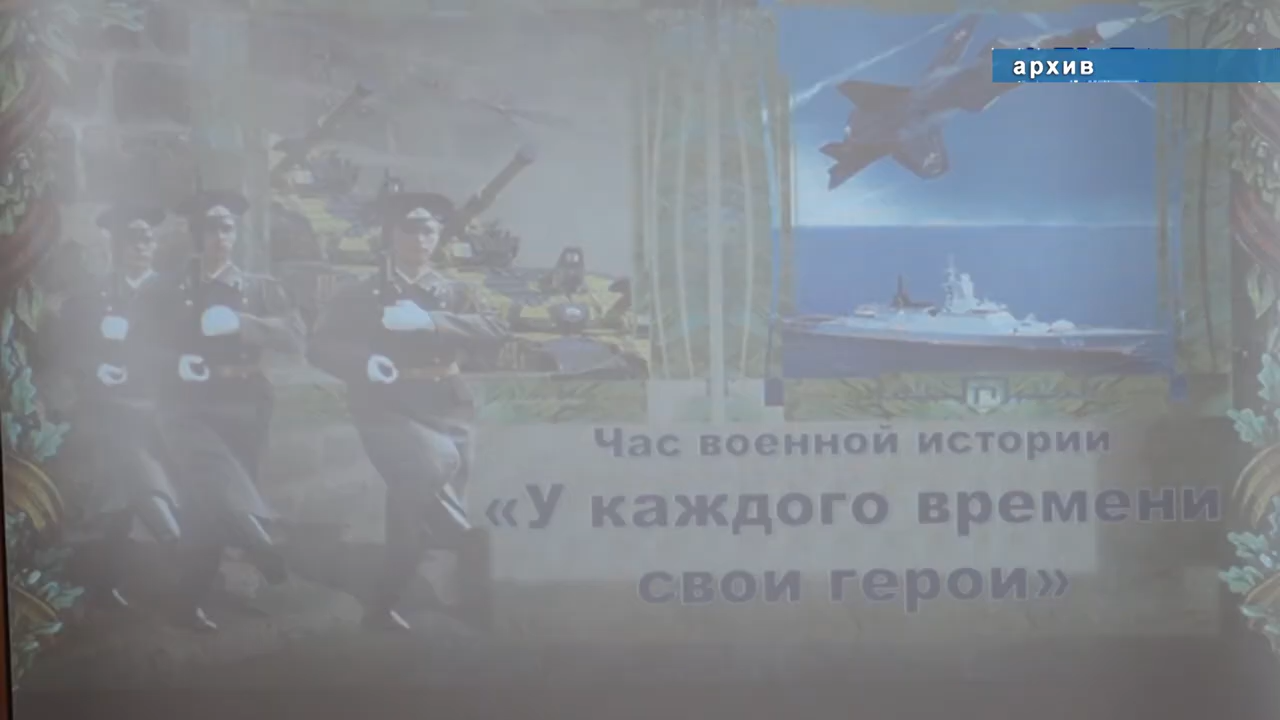 архив
Час военной истории
«У каждого времени
свои герои»